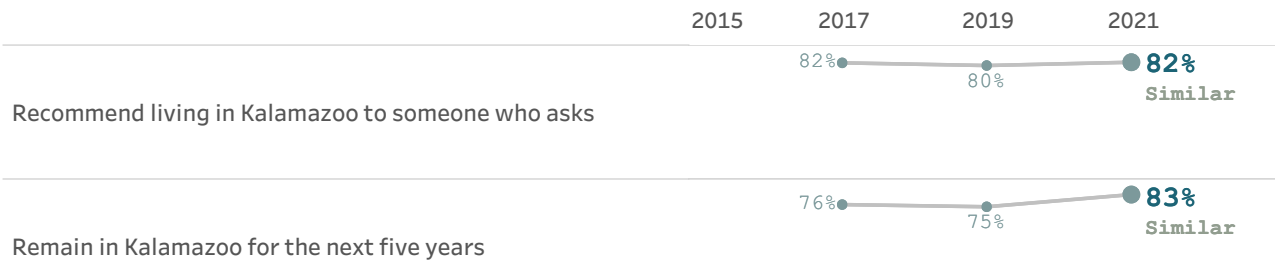 2015 2017 2019 2021
82% 80% 82%
Similar
Recommend living in Kalamazoo to someone who asks
76% 75% 83%
Similar
Remain in Kalamazoo for the next five years